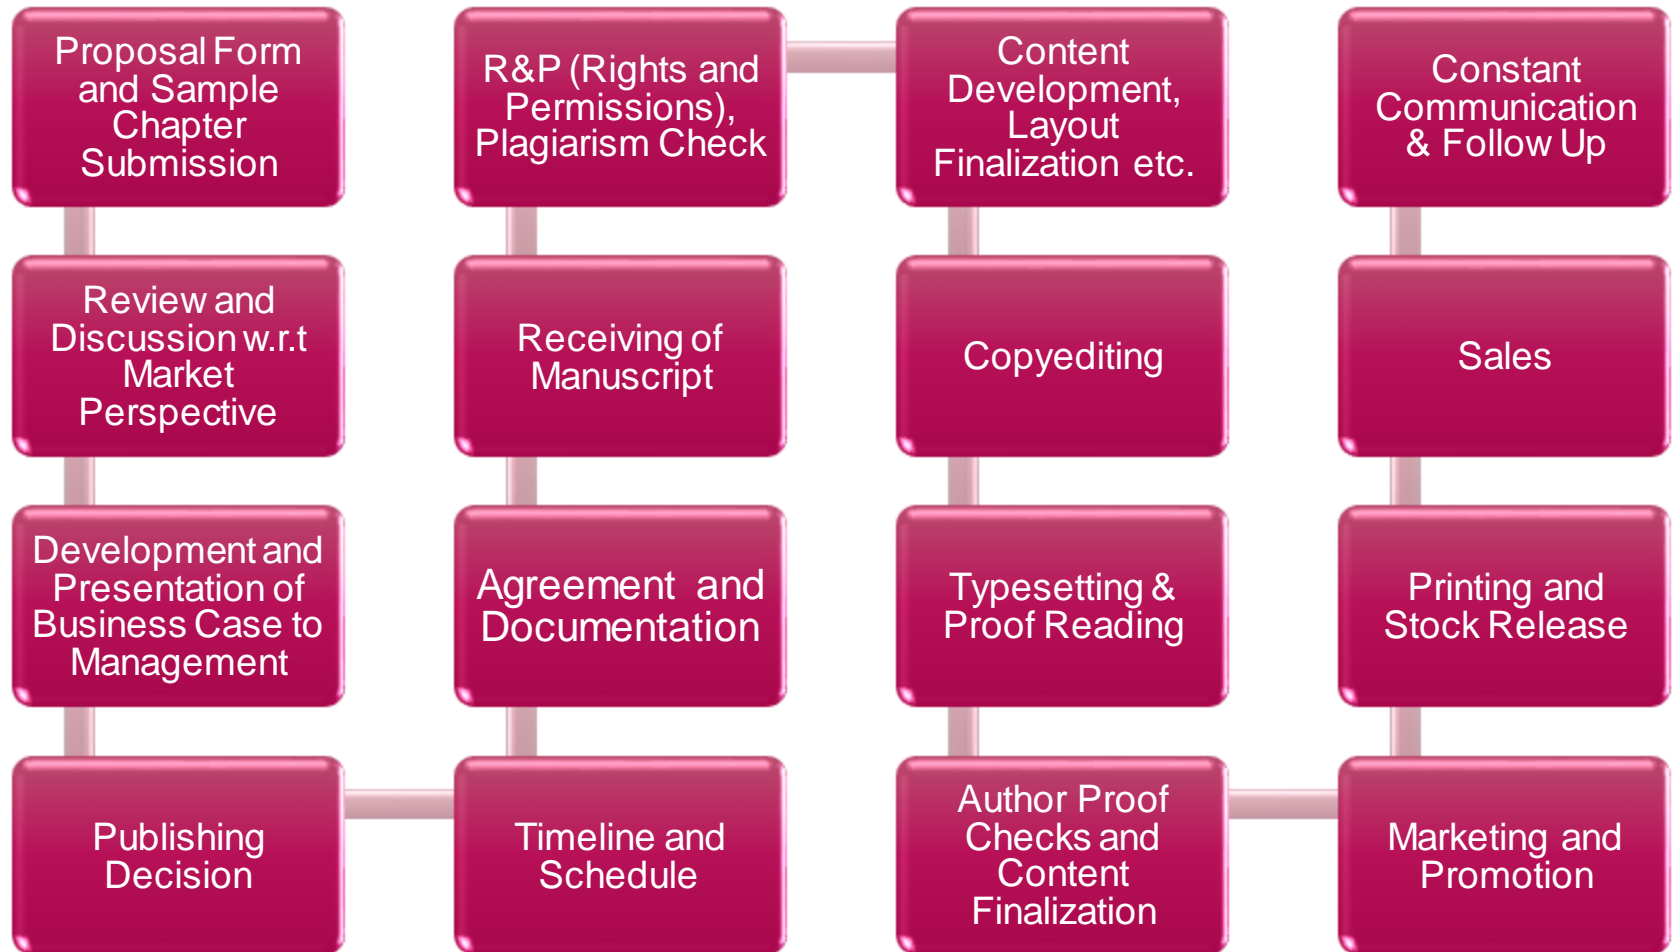 Proposal Form
and Sample
Chapter
Submission
Review and
Discussion w.r.t
Market
Perspective
Development and
Presentation of
Business Case to
Management
Publishing
Decision
Timeline and
Schedule
Agreement and
Documentation
Receiving of
Manuscript
R&P (Rights and
Permissions),
Plagiarism Check
Content
Development,
Layout
Finalization etc.
Copyediting
Typesetting &
Proof Reading
Author Proof
Checks and
Content
Finalization
Marketing and
Promotion
Printing and
Stock Release
Sales
Constant
Communication
& Follow Up